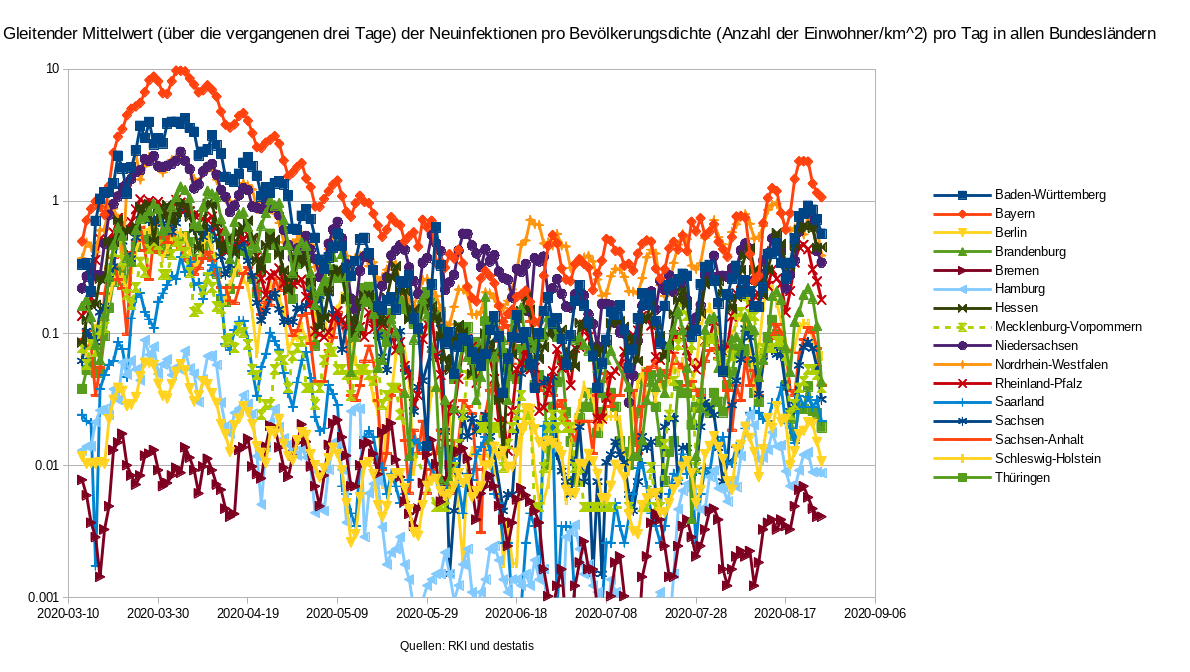 Gleitender Mittelwert (über die vergangenen drei Tage) der Neuinfektionen pro Bevölkerungsdichte (Anzahl der Einwohner/km^2) pro Tag in allen Bundesländern
10
1
0.1
0.01
0.001
2020-03-10 2020-03-30 2020-04-19 2020-05-09 2020-05-29 2020-06-18 2020-07-08 2020-07-28 2020-08-17 2020-09-06
Quellen: RKI und destatis
Baden-Württemberg
Bayern
Berlin
Brandenburg
Bremen
Hamburg
Hessen
Mecklenburg-Vorpommern
Niedersachsen
Nordrhein-Westfalen
Rheinland-Pfalz
Saarland
Sachsen
Sachsen-Anhalt
Schleswig-Holstein
Thüringen